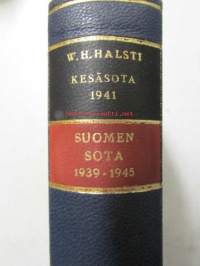 W. H. HALSTI
KESÄSOTA
1941
SUOMEN
SOTA
1939-1945